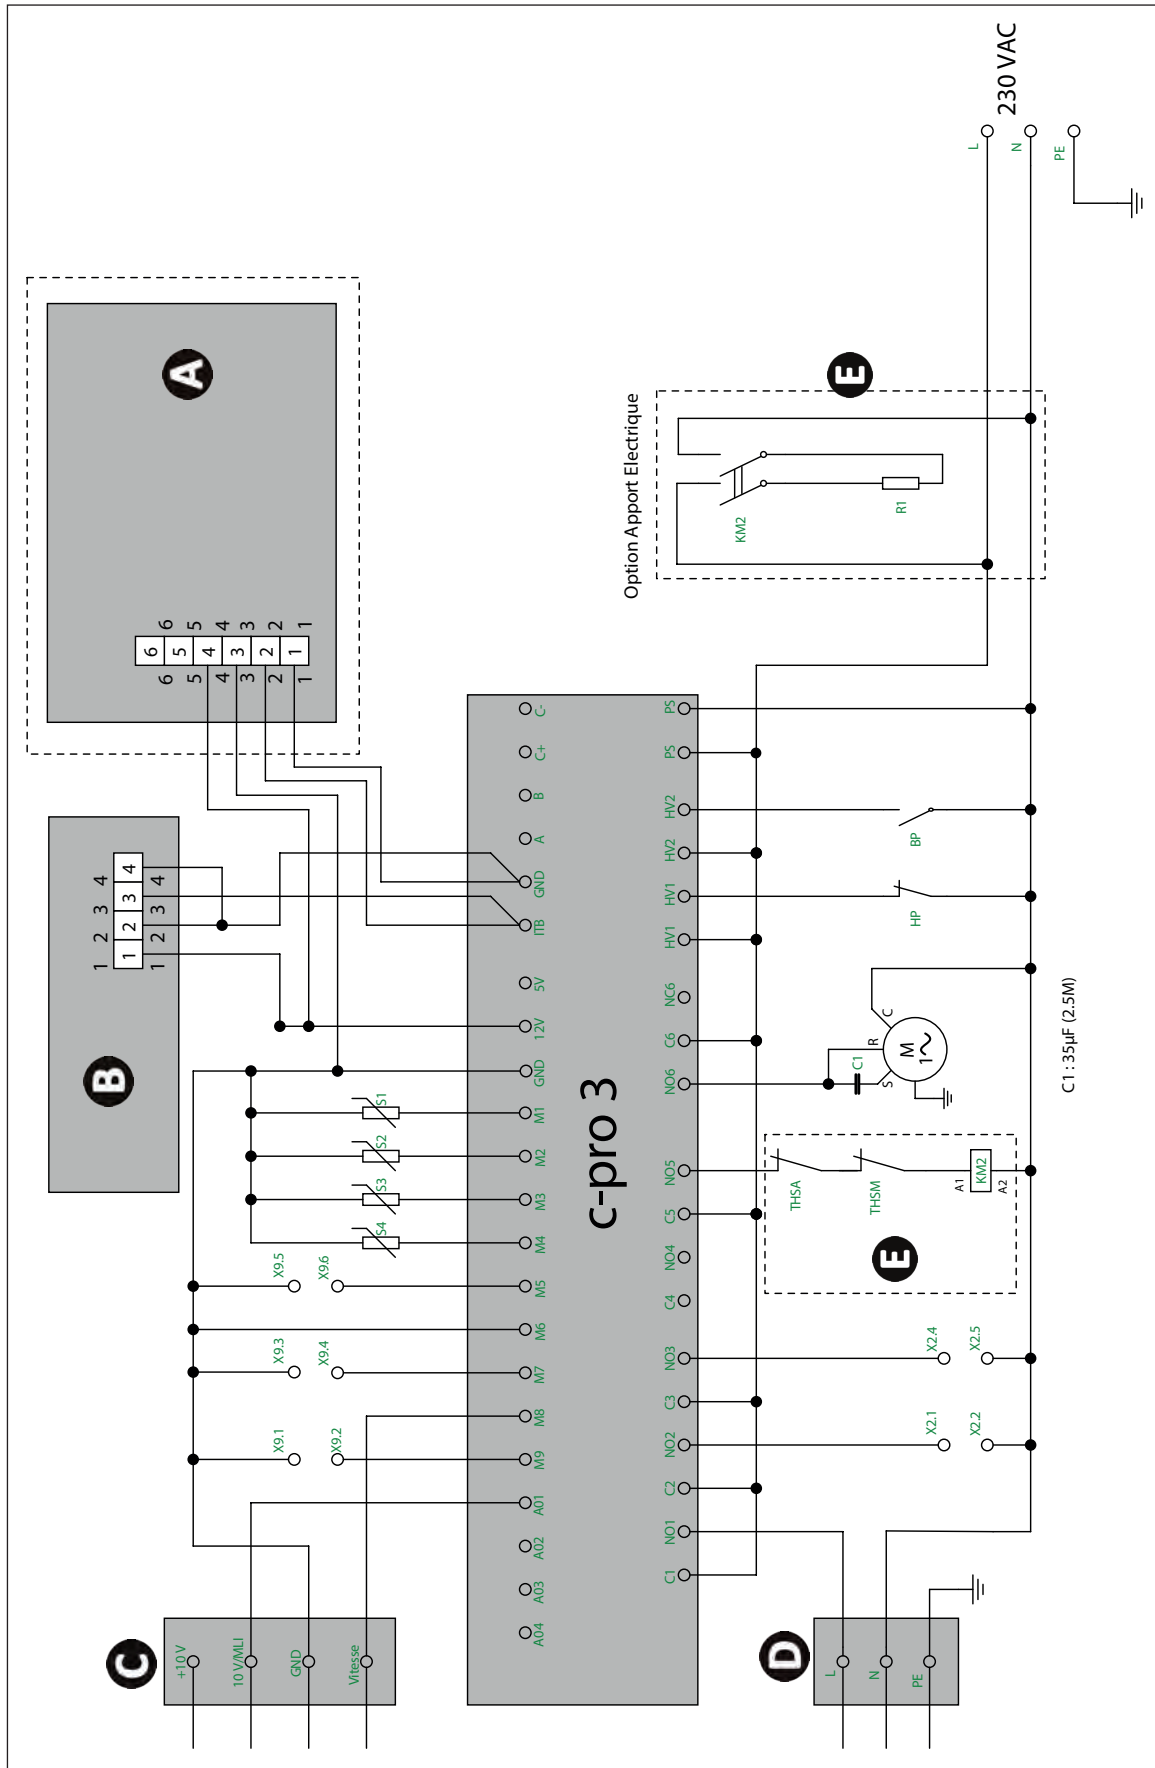 C
+10 V
10 V/MLI
GND
Vitesse
D
L
N
PE
B
1 2 3 4
1 2 3 4
1 2 3 4
A
6 5 4 3 2 1
6 5 4 3 2 1
6 5 4 3 2 1
X9.1
X9.2
X9.3
X9.4
X9.5
X9.6
S4
S3
S2
S1
A04
A03
A02
A01
M9
M8
M7
M6
M5
M4
M3
M2
M1
GND
12V
5V
ITB
GND
A
B
C+
C-
c-pro 3
C1
NO1
C2
NO2
C3
NO3
C4
NO4
C5
NO5
NO6
C6
NC6
HV1
HV1
HV2
HV2
PS
PS
X2.1
X2.2
X2.4
X2.5
E
THSA
THSM
A1
KM2
A2
C1
S
R
C
M
1
HP
BP
C1 : 35µF (2.5M)
Option Apport Electrique
E
KM2
R1
L
N
PE
230 VAC